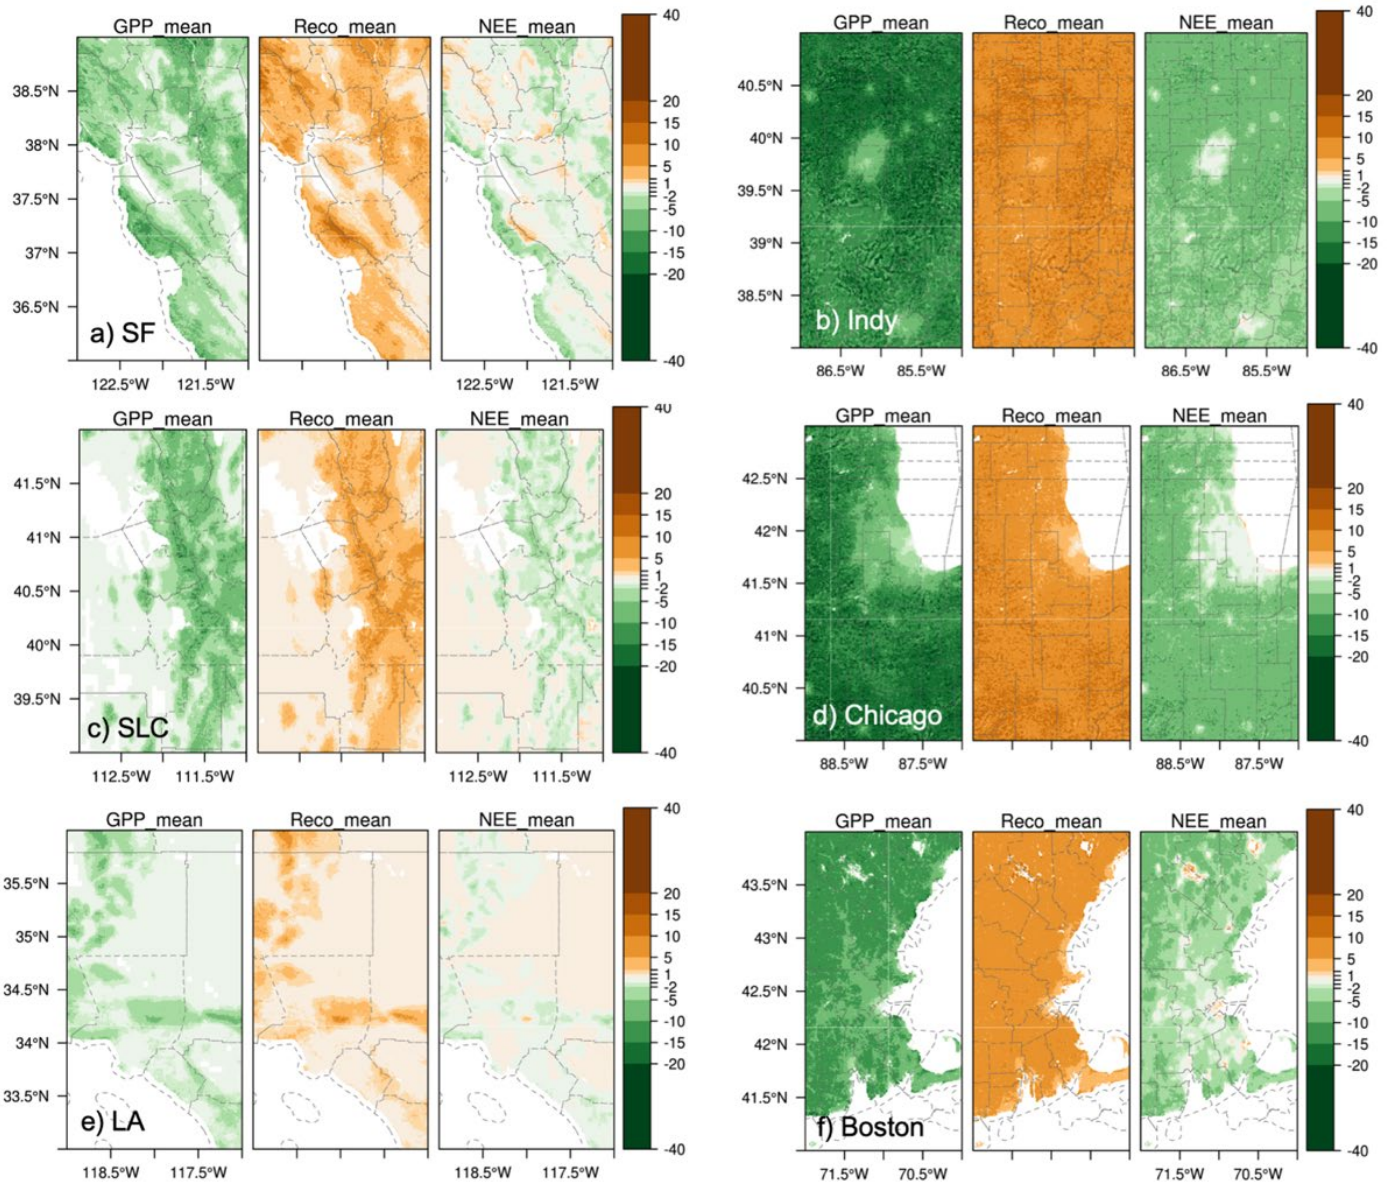 GPP_mean Reco_mean NEE_mean
38.5°N
38°N
37.5°N
37°N
36.5°N
a) SF
122.5°W 121.5°W
40
20
15
10
5
1
-2
-5
-10
-15
-20
-40
GPP_mean Reco_mean NEE_mean
40.5°N
40°N
39.5°N
39°N
38.5°N
b) Indy
86.5°W 85.5°W 86.5°W 85.5°W
40
20
15
10
5
1
-2
-5
-10
-15
-20
-40
GPP_mean Reco_mean NEE_mean
41.5°N
41°N
40.5°N
40°N
39.5°N
c) SLC
112.5°W 111.5°W 112.5°W 111.5°W
40
20
15
10
5
1
-2
-5
-10
-15
-20
-40
GPP_mean Reco_mean NEE_mean
42.5°N
42°N
41.5°N
41°N
40.5°N
d) Chicago
88.5°W 87.5°W 88.5°W 87.5°W
40
20
15
10
5
1
-2
-5
-10
-15
-20
-40
GPP_mean Reco_mean NEE_mean
35.5°N
35°N
34.5°N
34°N
33.5°N
e) LA
118.5°W 117.5°W 118.5°W 117.5°W
40
20
15
10
5
1
-2
-5
-10
-15
-20
-40
GPP_mean Reco_mean NEE_mean
43.5°N
43°N
42.5°N
42°N
41.5°N
f) Boston
71.5°W 70.5°W 71.5°W 70.5°W
40
20
15
10
5
1
-2
-5
-10
-15
-20
-40